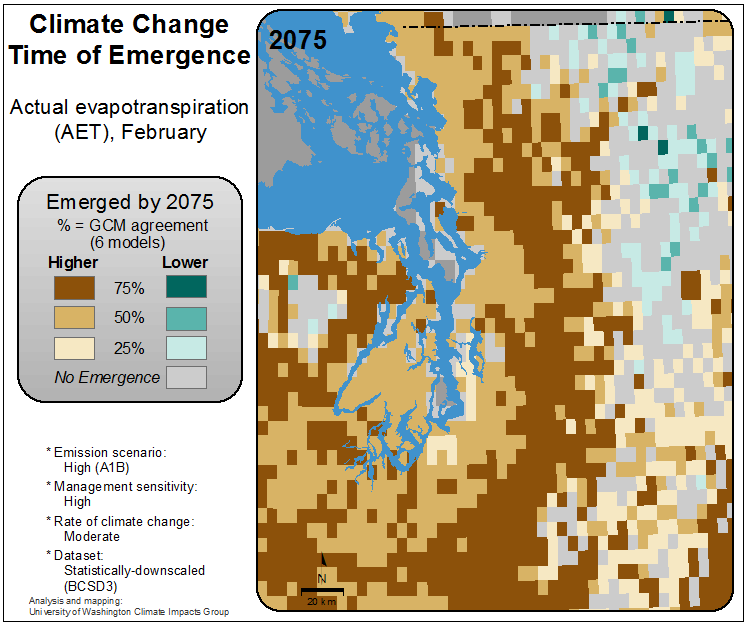 Climate Change
Time of Emergence
Actual evapotranspiration
(AET), February
Emerged by 2075
% = GCM agreement
(6 models)
Higher Lower
75%
50%
25%
No Emergence
* Emission scenario:
High (A1B)
* Management sensitivity:
High
* Rate of climate change:
Moderate
* Dataset:
Statistically-downscaled
(BCSD3)
Analysis and mapping:
University of Washington Climate Impacts Group
2075
N
20 km